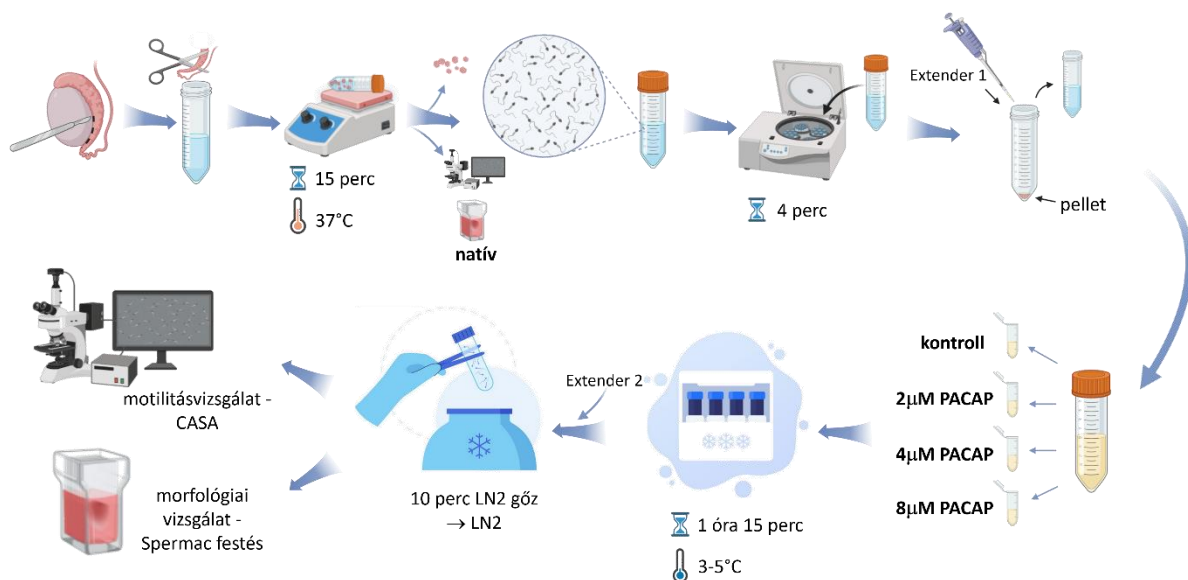 15 perc
37°C
natív
4 perc
Extender 1
pellet
kontroll
2µM PACAP
4µM PACAP
8µM PACAP
1 óra 15 perc
3-5°C
Extender 2
10 perc LN2 gőz
→ LN2
motilitásvizsgálat -
CASA
morfológiai
vizsgálat -
Spermac festés